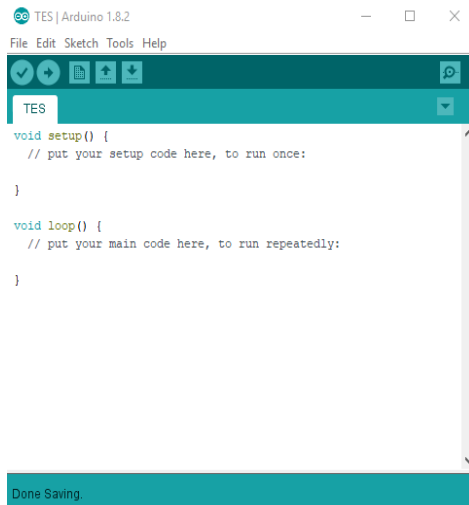 TES | Arduino 1.8.2
File Edit Sketch Tools Help
TES
void setup() {
  // put your setup code here, to run once:

}

void loop() {
  // put your main code here, to run repeatedly:

}
Done Saving.